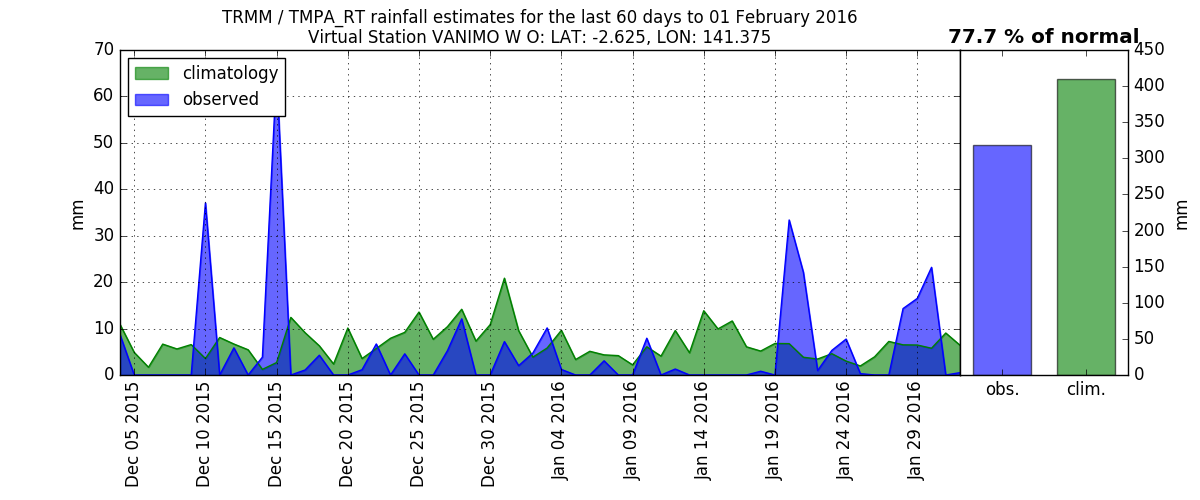 TRMM / TMPA_RT rainfall estimates for the last 60 days to 01 February 2016
Virtual Station VANIMO W O: LAT: -2.625, LON: 141.375
77.7 % of normal
climatology
observed
70
60
50
40
30
20
10
0
mm
Dec 05 2015
Dec 10 2015
Dec 15 2015
Dec 20 2015
Dec 25 2015
Dec 30 2015
Jan 04 2016
Jan 09 2016
Jan 14 2016
Jan 19 2016
Jan 24 2016
Jan 29 2016
obs.
clim.
450
400
350
300
250
200
150
100
50
0
mm